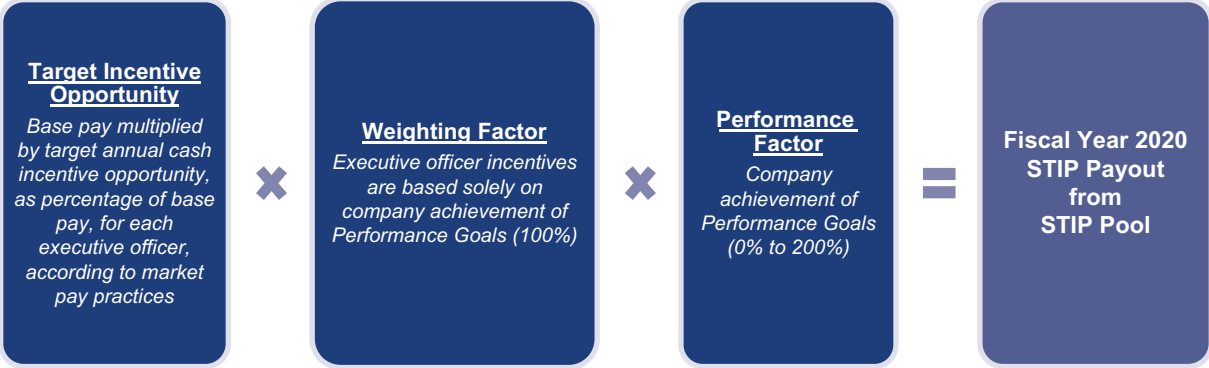 Target Incentive
Opportunity
Base pay multiplied
by target annual cash
incentive opportunity,
as percentage of base
pay, for each
executive officer,
according to market
pay practices
Weighting Factor
Executive officer incentives
are based solely on
company achievement of
Performance Goals (100%)
Performance
Factor
Company
achievement of
Performance Goals
(0% to 200%)
Fiscal Year 2020
STIP Payout
from
STIP Pool